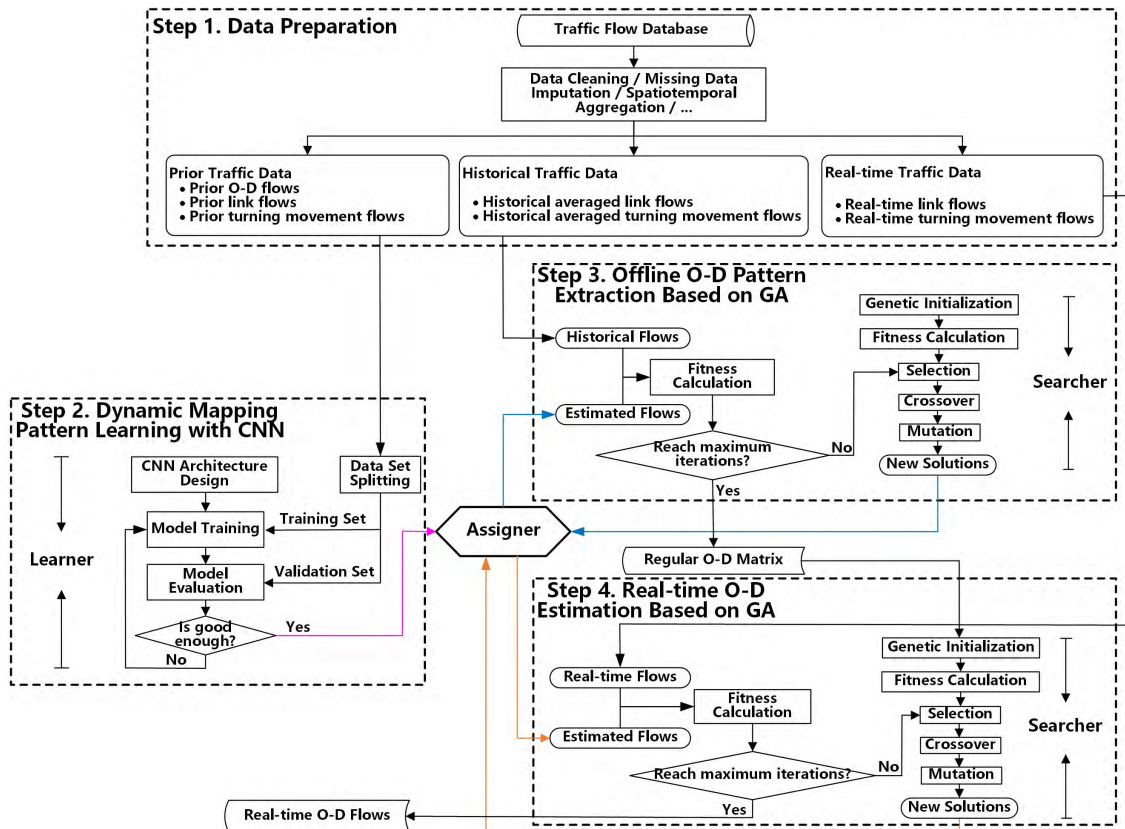 Step 1. Data Preparation
Traffic Flow Database
Data Cleaning / Missing Data
Imputation / Spatiotemporal
Aggregation / ...
Prior Traffic Data
• Prior O-D flows
• Prior link flows
• Prior turning movement flows
Historical Traffic Data
• Historical averaged link flows
• Historical averaged turning movement flows
Real-time Traffic Data
• Real-time link flows
• Real-time turning movement flows
Step 3. Offline O-D Pattern
Extraction Based on GA
Historical Flows
Fitness
Calculation
Estimated Flows
Reach maximum
iterations?
No
Yes
Genetic Initialization
Fitness Calculation
Selection
Crossover
Mutation
New Solutions
Searcher
Step 2. Dynamic Mapping
Pattern Learning with CNN
CNN Architecture
Design
Data Set
Splitting
Model Training
Training Set
Model
Evaluation
Validation Set
Is good
enough?
Yes
No
Learner
Assigner
Regular O-D Matrix
Step 4. Real-time O-D
Estimation Based on GA
Real-time Flows
Fitness
Calculation
Estimated Flows
Reach maximum iterations?
No
Yes
Genetic Initialization
Fitness Calculation
Selection
Crossover
Mutation
New Solutions
Searcher
Real-time O-D Flows